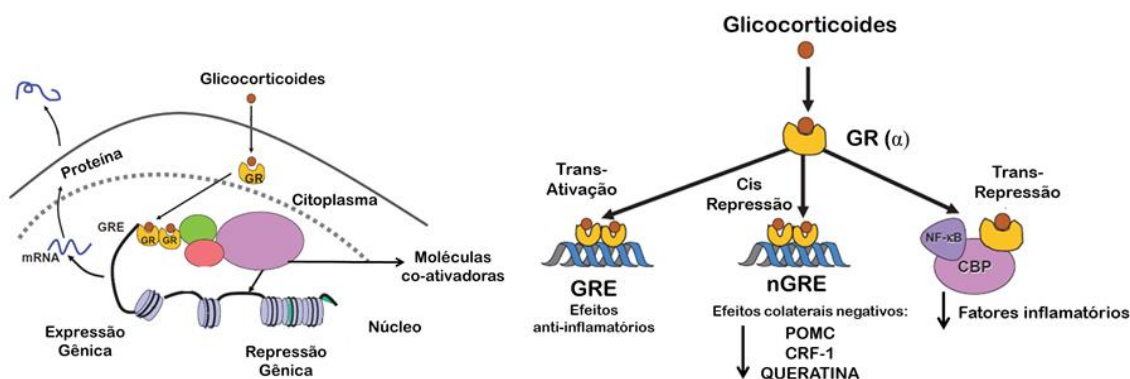 Glicocorticoides
GR
Citoplasma
Proteína
GRE
GR
GR
mRNA
Moléculas
co-ativadoras
Núcleo
Expressão
Gênica
Repressão
Gênica
Glicocorticoides
GR (α)
Trans-
Ativação
Cis
Repressão
Trans-
Repressão
NF-κB
CBP
GRE
Efeitos
anti-inflamatórios
nGRE
Efeitos colaterais negativos:
POMC
CRF-1
QUERATINA
Fatores inflamatórios